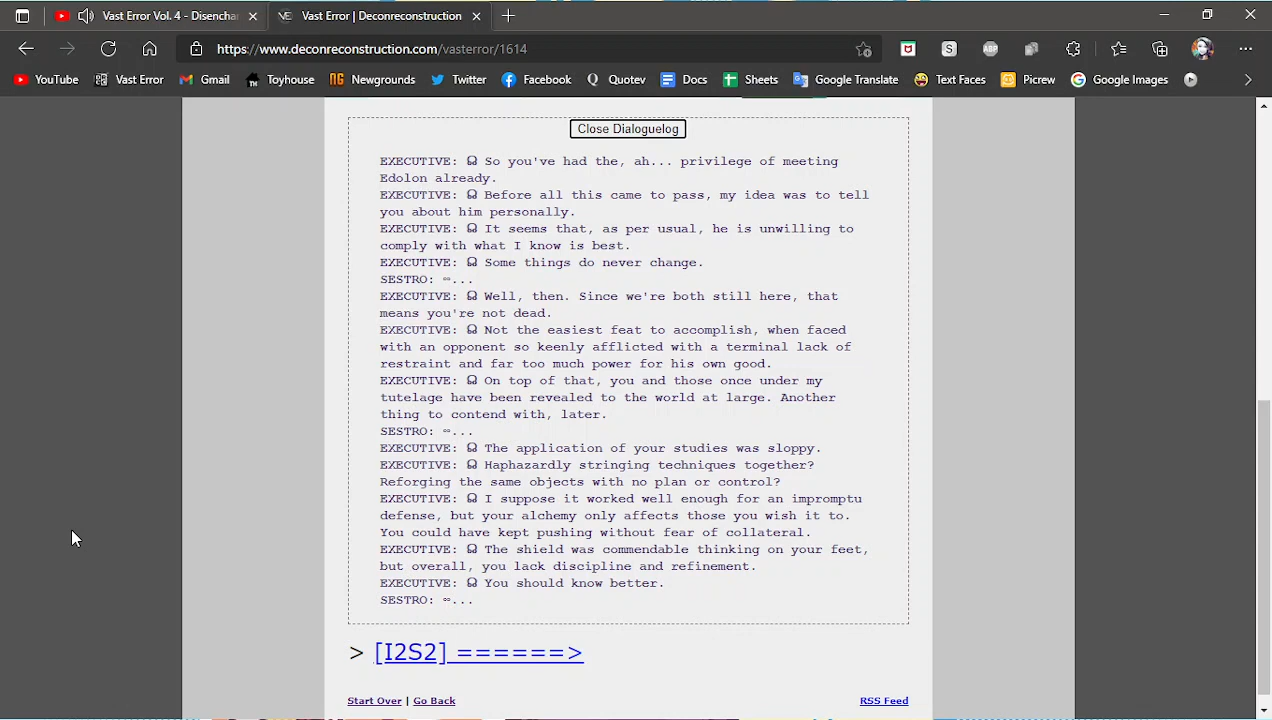 Vast Error Vol. 4 - Disenchan
Vast Error | Deconreconstruction
https://www.deconreconstruction.com/vasterror/1614
YouTube Vast Error Gmail Toyhouse Newgrounds Twitter Facebook Quotev Docs Sheets Google Translate Text Faces Picrew Google Images
Close Dialoguelog
EXECUTIVE: ☊ So you've had the, ah... privilege of meeting
Edolon already.
EXECUTIVE: ☊ Before all this came to pass, my idea was to tell
you about him personally.
EXECUTIVE: ☊ It seems that, as per usual, he is unwilling to
comply with what I know is best.
EXECUTIVE: ☊ Some things do never change.
SESTRO: ∞...
EXECUTIVE: ☊ Well, then. Since we're both still here, that
means you're not dead.
EXECUTIVE: ☊ Not the easiest feat to accomplish, when faced
with an opponent so keenly afflicted with a terminal lack of
restraint and far too much power for his own good.
EXECUTIVE: ☊ On top of that, you and those once under my
tutelage have been revealed to the world at large. Another
thing to contend with, later.
SESTRO: ∞...
EXECUTIVE: ☊ The application of your studies was sloppy.
EXECUTIVE: ☊ Haphazardly stringing techniques together?
Reforging the same objects with no plan or control?
EXECUTIVE: ☊ I suppose it worked well enough for an impromptu
defense, but your alchemy only affects those you wish it to.
You could have kept pushing without fear of collateral.
EXECUTIVE: ☊ The shield was commendable thinking on your feet,
but overall, you lack discipline and refinement.
EXECUTIVE: ☊ You should know better.
SESTRO: ∞...
> [I2S2] ======>
Start Over | Go Back
RSS Feed